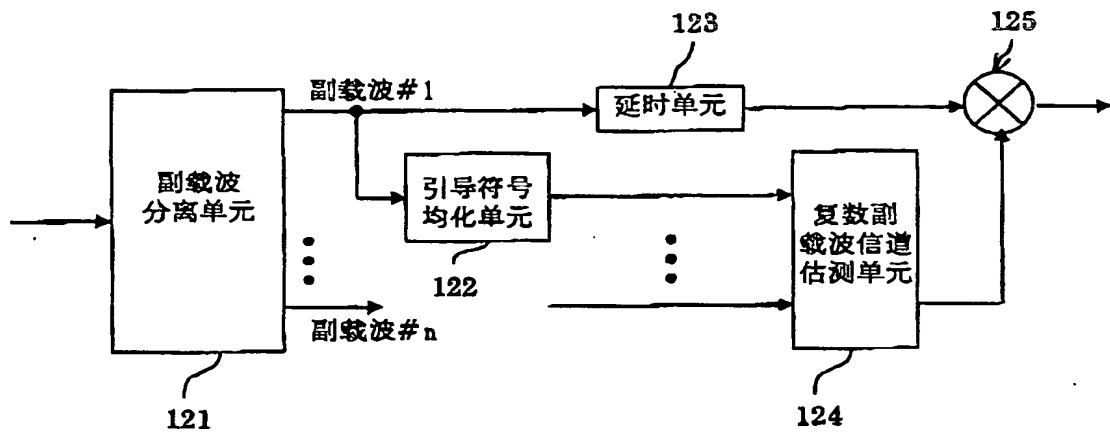 125
123
副载波#1
延时单元
副载波
分离单元
引导符号
均化单元
122
复数副
载波信道
估测单元
副载波#n
121
124